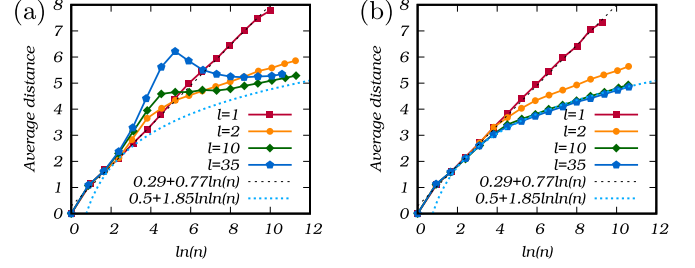 (a)
Average distance
8
7
6
5
4
3
2
1
0
l=1
l=2
l=10
l=35
0.29+0.77ln(n)
0.5+1.85lnln(n)
0 2 4 6 8 10 12
ln(n)
(b)
Average distance
8
7
6
5
4
3
2
1
0
l=1
l=2
l=10
l=35
0.29+0.77ln(n)
0.5+1.85lnln(n)
0 2 4 6 8 10 12
ln(n)